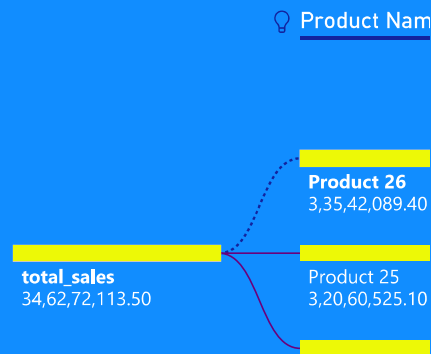 Product Nam
Product 26
3,35,42,089.40
total_sales
34,62,72,113.50
Product 25
3,20,60,525.10